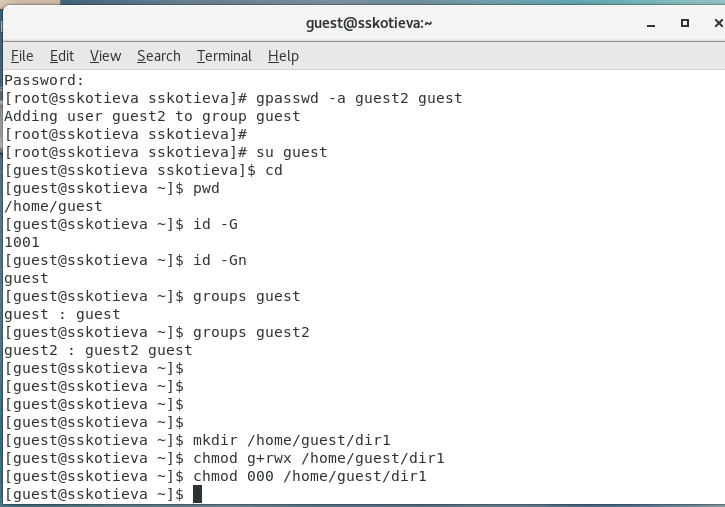 guest@sskotieva:~
File Edit View Search Terminal Help
Password:
[root@sskotieva sskotieva]# gpasswd -a guest2 guest
Adding user guest2 to group guest
[root@sskotieva sskotieva]#
[root@sskotieva sskotieva]# su guest
[guest@sskotieva sskotieva]$ cd
[guest@sskotieva ~]$ pwd
/home/guest
[guest@sskotieva ~]$ id -G
1001
[guest@sskotieva ~]$ id -Gn
guest
[guest@sskotieva ~]$ groups guest
guest : guest
[guest@sskotieva ~]$ groups guest2
guest2 : guest2 guest
[guest@sskotieva ~]$
[guest@sskotieva ~]$
[guest@sskotieva ~]$
[guest@sskotieva ~]$
[guest@sskotieva ~]$ mkdir /home/guest/dir1
[guest@sskotieva ~]$ chmod g+rwx /home/guest/dir1
[guest@sskotieva ~]$ chmod 000 /home/guest/dir1
[guest@sskotieva ~]$